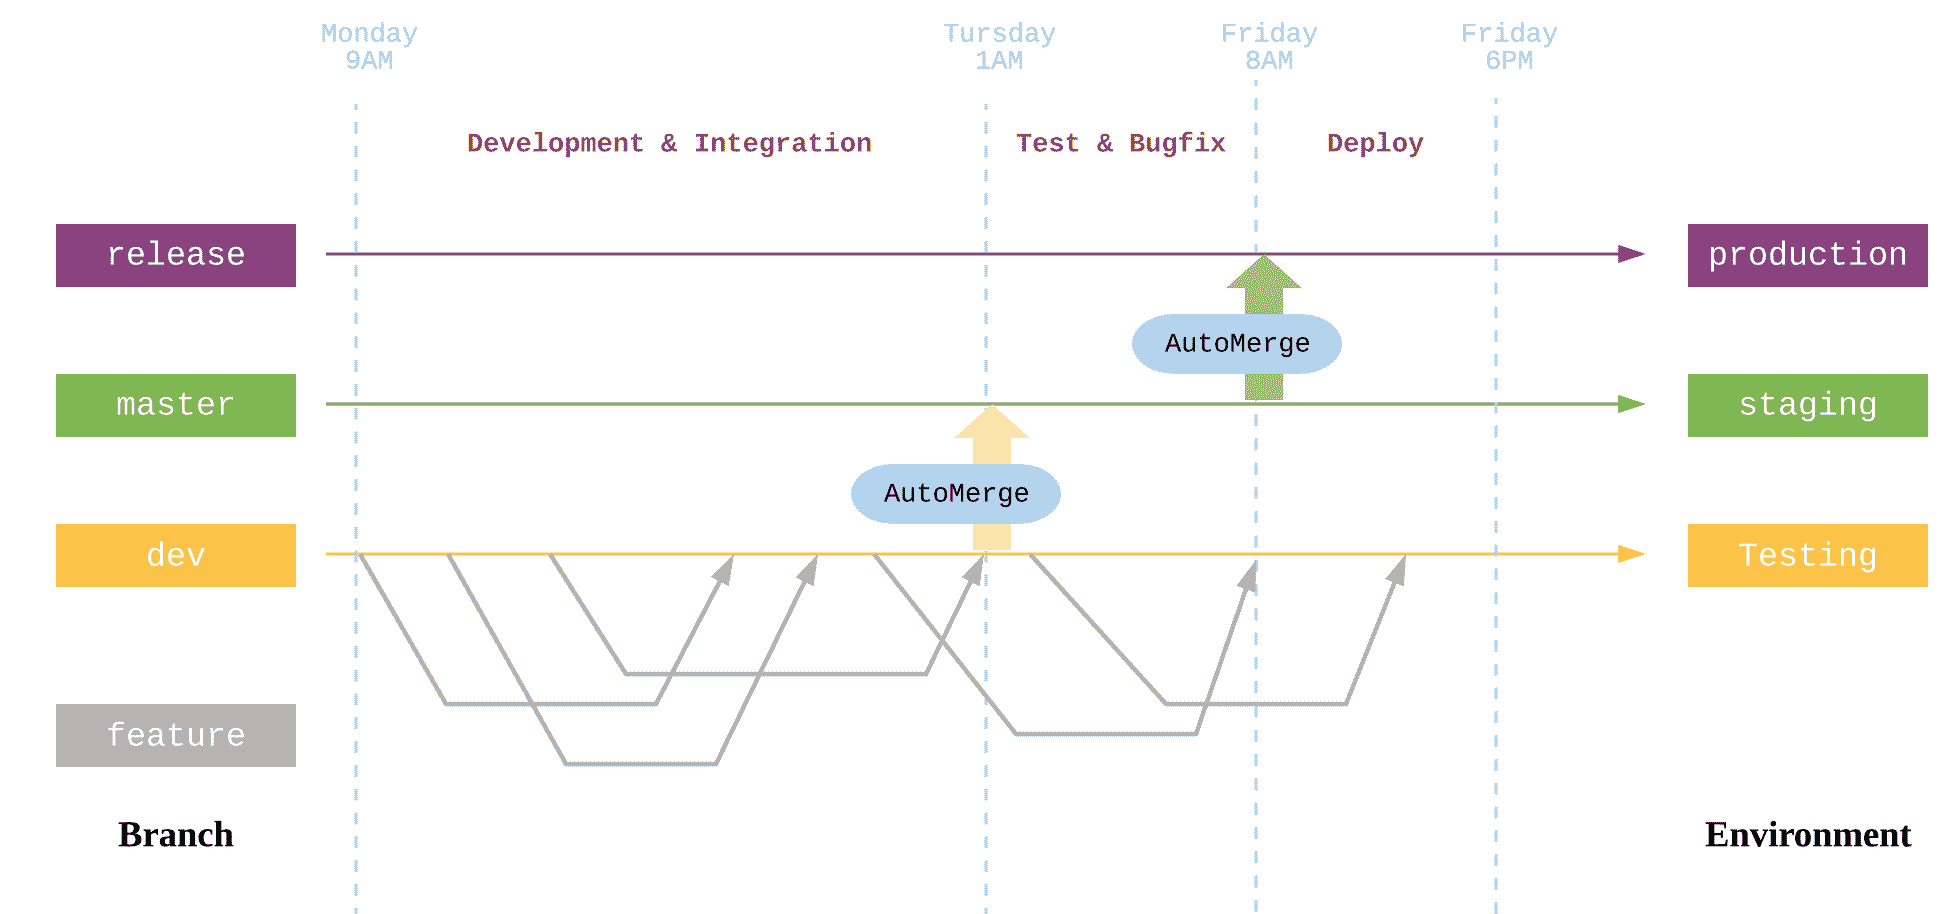 Monday
9AM
Tursday
1AM
Friday
8AM
Friday
6PM
Development & Integration
Test & Bugfix
Deploy
release
production
AutoMerge
master
staging
AutoMerge
dev
Testing
feature
Branch
Environment